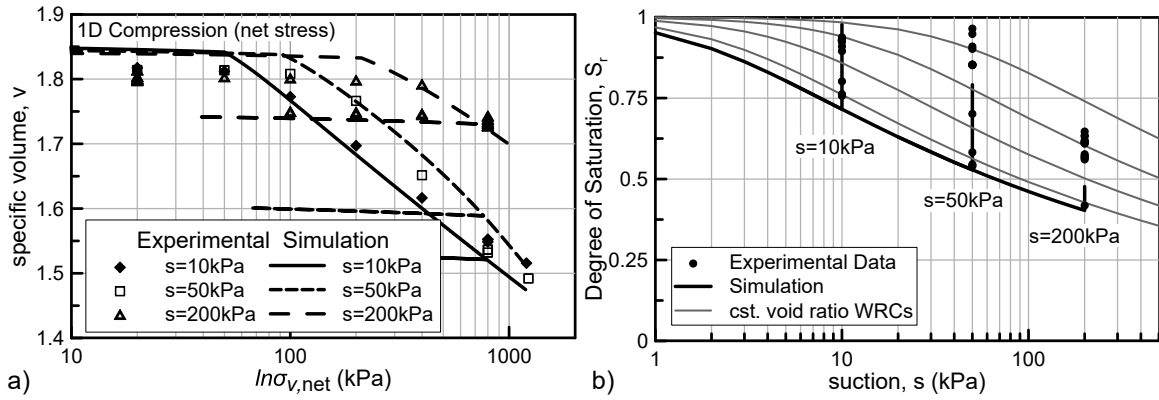 1D Compression (net stress)
1.9
1.8
1.7
1.6
1.5
1.4
specific volume, v
Experimental Simulation
s=10kPa s=10kPa
s=50kPa s=50kPa
s=200kPa s=200kPa
10 100 1000
lnσv,net (kPa)
a)
1
0.75
0.5
0.25
0
Degree of Saturation, Sr
s=10kPa
s=50kPa
s=200kPa
Experimental Data
Simulation
cst. void ratio WRCs
1 10 100
suction, s (kPa)
b)